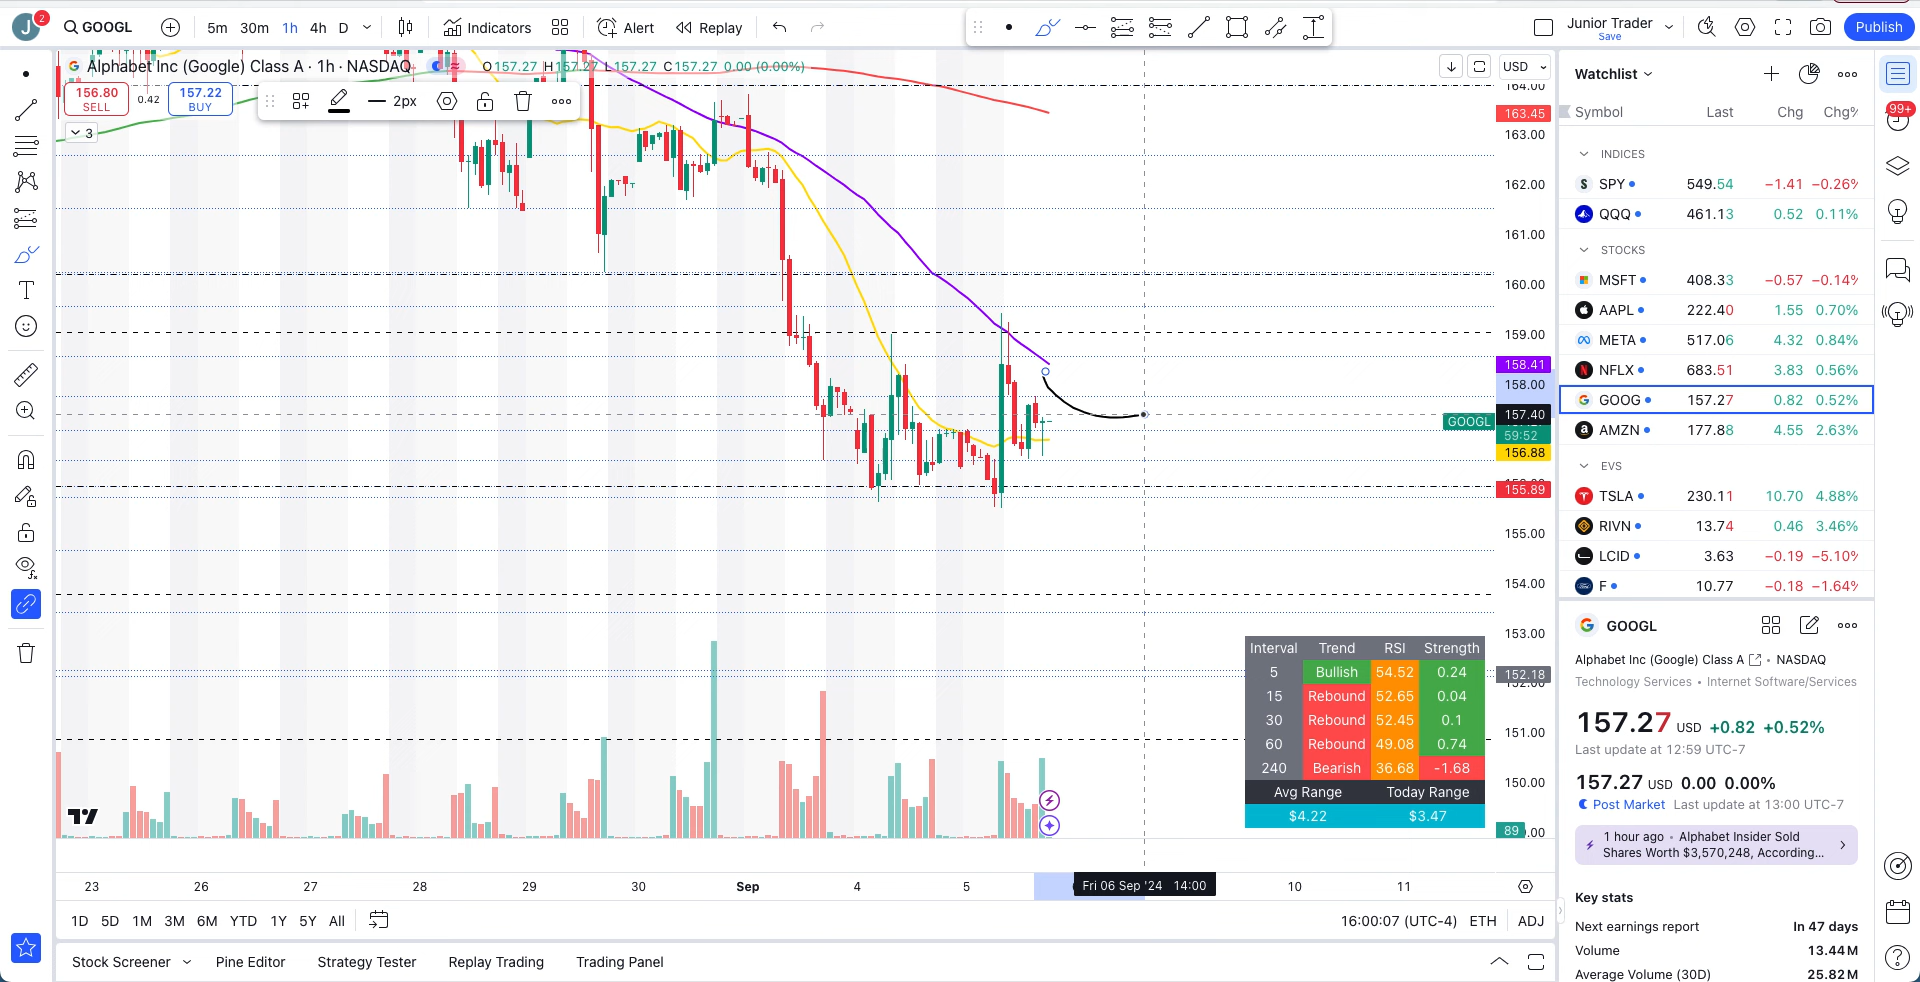 J 2 GOOGL 5m 30m 1h 4h D Indicators Alert Replay Junior Trader Save Publish
Alphabet Inc (Google) Class A · 1h · NASDAQ O157.27 H157.27 L157.27 C157.27 0.00 (0.00%) USD
156.80 SELL 0.42 157.22 BUY
2px
3
164.00
163.45
163.00
162.00
161.00
160.00
159.00
158.41
158.00
157.40
GOOGL
59:52
156.88
155.89
155.00
154.00
153.00
152.18
151.00
150.00
89
Interval Trend RSI Strength
5 Bullish 54.52 0.24
15 Rebound 52.65 0.04
30 Rebound 52.45 0.1
60 Rebound 49.08 0.74
240 Bearish 36.68 -1.68
Avg Range Today Range
$4.22 $3.47
23 26 27 28 29 30 Sep 4 5 Fri 06 Sep '24 14:00 10 11
1D 5D 1M 3M 6M YTD 1Y 5Y All 16:00:07 (UTC-4) ETH ADJ
Stock Screener Pine Editor Strategy Tester Replay Trading Trading Panel
Watchlist
Symbol Last Chg Chg%
INDICES
SPY 549.54 −1.41 −0.26%
QQQ 461.13 0.52 0.11%
STOCKS
MSFT 408.33 −0.57 −0.14%
AAPL 222.40 1.55 0.70%
META 517.06 4.32 0.84%
NFLX 683.51 3.83 0.56%
GOOG 157.27 0.82 0.52%
AMZN 177.88 4.55 2.63%
EVS
TSLA 230.11 10.70 4.88%
RIVN 13.74 0.46 3.46%
LCID 3.63 −0.19 −5.10%
F 10.77 −0.18 −1.64%
GOOGL
Alphabet Inc (Google) Class A • NASDAQ
Technology Services • Internet Software/Services
157.27 USD +0.82 +0.52%
Last update at 12:59 UTC-7
157.27 USD 0.00 0.00%
Post Market Last update at 13:00 UTC-7
1 hour ago • Alphabet Insider Sold
Shares Worth $3,570,248, According...
Key stats
Next earnings report In 47 days
Volume 13.44M
Average Volume (30D) 25.82M
99+